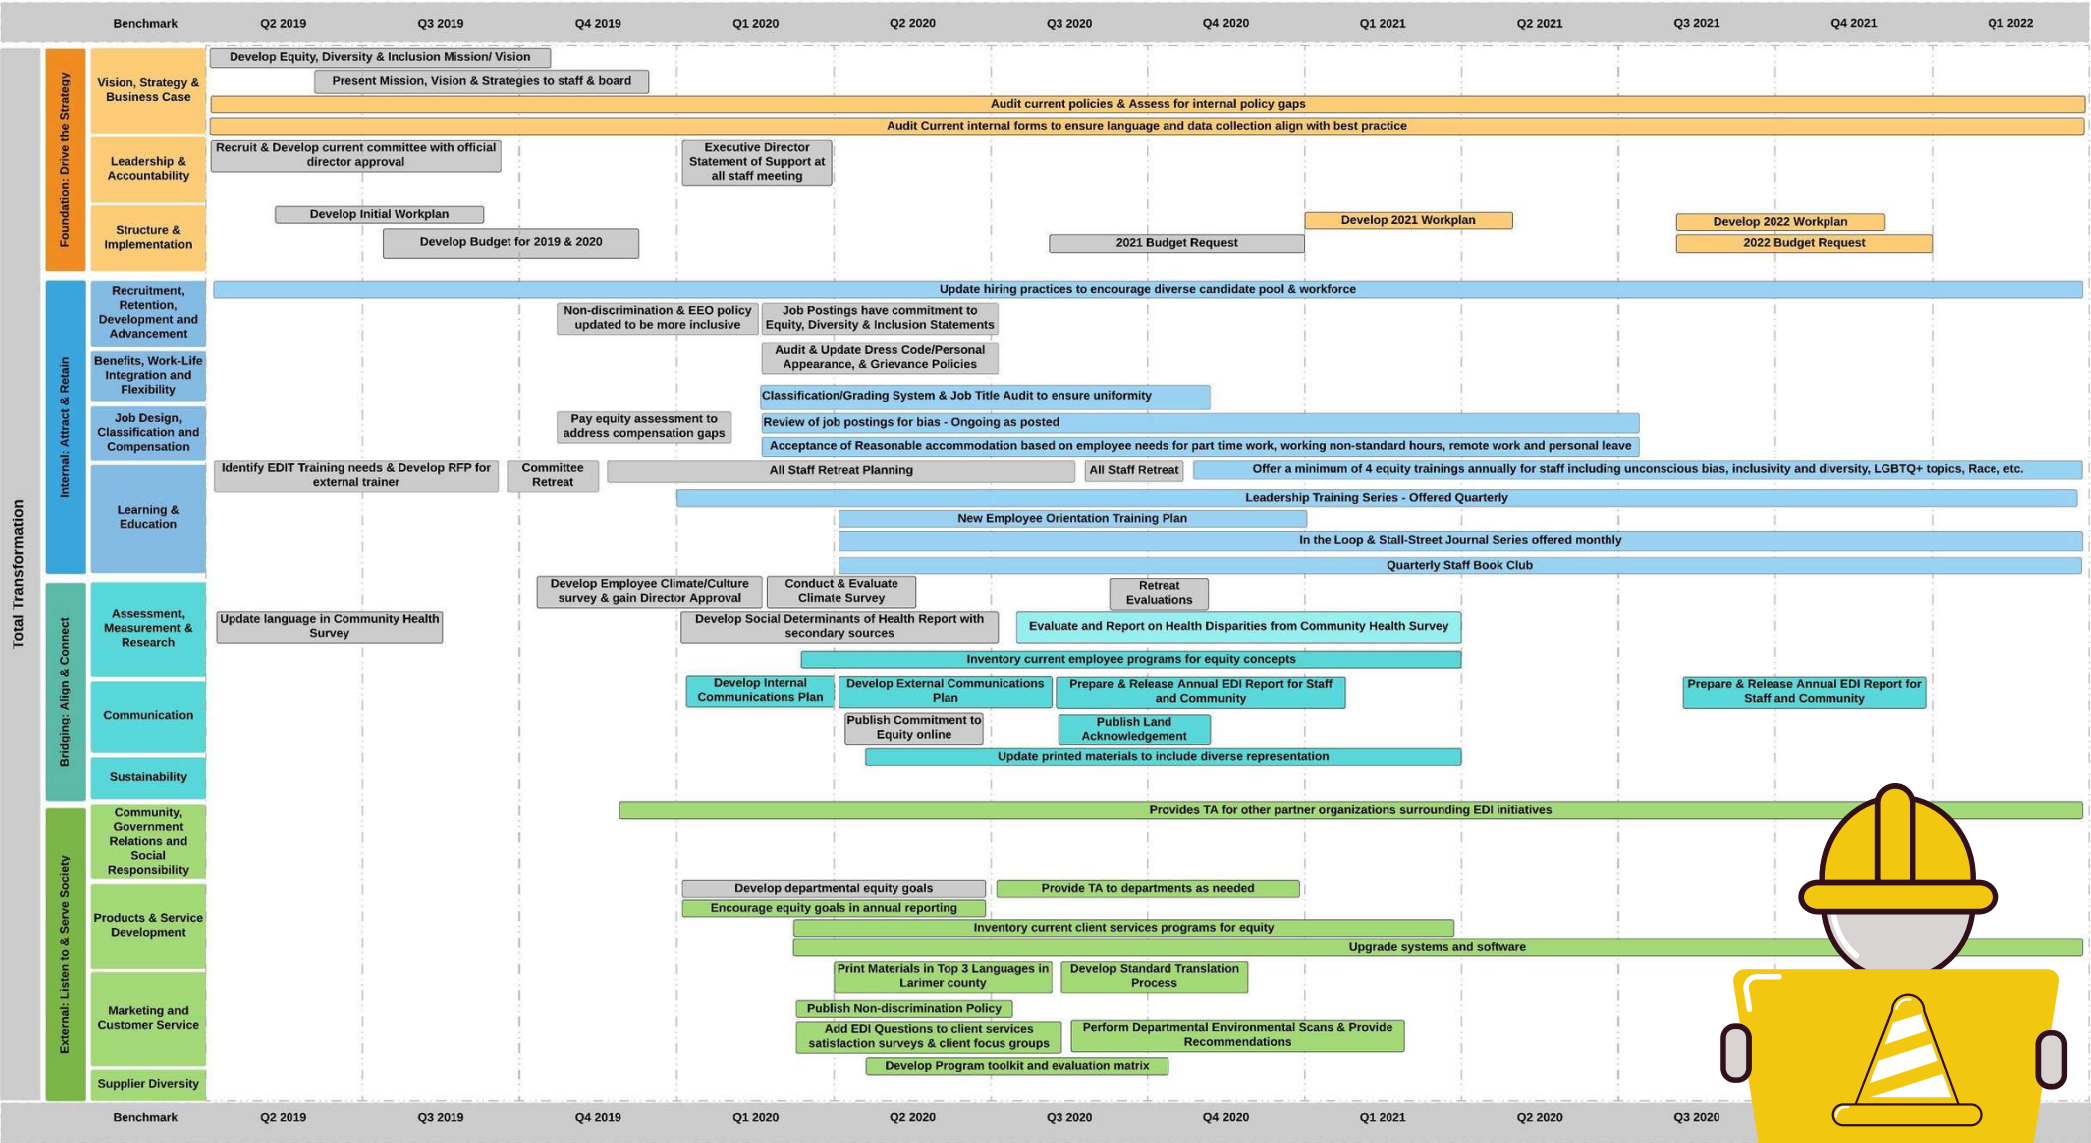 Benchmark Q2 2019 Q3 2019 Q4 2019 Q1 2020 Q2 2020 Q3 2020 Q4 2020 Q1 2021 Q2 2021 Q3 2021 Q4 2021 Q1 2022
Total Transformation
Foundation: Drive the Strategy
Vision, Strategy &
Business Case
Develop Equity, Diversity & Inclusion Mission/ Vision
Present Mission, Vision & Strategies to staff & board
Audit current policies & Assess for internal policy gaps
Audit Current internal forms to ensure language and data collection align with best practice
Leadership &
Accountability
Recruit & Develop current committee with official
director approval
Executive Director
Statement of Support at
all staff meeting
Structure &
Implementation
Develop Initial Workplan
Develop Budget for 2019 & 2020
2021 Budget Request
Develop 2021 Workplan
Develop 2022 Workplan
2022 Budget Request
Internal: Attract & Retain
Recruitment,
Retention,
Development and
Advancement
Update hiring practices to encourage diverse candidate pool & workforce
Non-discrimination & EEO policy
updated to be more inclusive
Job Postings have commitment to
Equity, Diversity & Inclusion Statements
Benefits, Work-Life
Integration and
Flexibility
Audit & Update Dress Code/Personal
Appearance, & Grievance Policies
Classification/Grading System & Job Title Audit to ensure uniformity
Job Design,
Classification and
Compensation
Pay equity assessment to
address compensation gaps
Review of job postings for bias - Ongoing as posted
Acceptance of Reasonable accommodation based on employee needs for part time work, working non-standard hours, remote work and personal leave
Learning &
Education
Identify EDIT Training needs & Develop RFP for
external trainer
Committee
Retreat
All Staff Retreat Planning
All Staff Retreat
Offer a minimum of 4 equity trainings annually for staff including unconscious bias, inclusivity and diversity, LGBTQ+ topics, Race, etc.
Leadership Training Series - Offered Quarterly
New Employee Orientation Training Plan
In the Loop & Stall-Street Journal Series offered monthly
Quarterly Staff Book Club
Bridging: Align & Connect
Assessment,
Measurement &
Research
Develop Employee Climate/Culture
survey & gain Director Approval
Conduct & Evaluate
Climate Survey
Retreat
Evaluations
Update language in Community Health
Survey
Develop Social Determinants of Health Report with
secondary sources
Evaluate and Report on Health Disparities from Community Health Survey
Inventory current employee programs for equity concepts
Communication
Develop Internal
Communications Plan
Develop External Communications
Plan
Prepare & Release Annual EDI Report for Staff
and Community
Prepare & Release Annual EDI Report for
Staff and Community
Publish Commitment to
Equity online
Publish Land
Acknowledgement
Update printed materials to include diverse representation
Sustainability
External: Listen to & Serve Society
Community,
Government
Relations and
Social
Responsibility
Provides TA for other partner organizations surrounding EDI initiatives
Products & Service
Development
Develop departmental equity goals
Provide TA to departments as needed
Encourage equity goals in annual reporting
Inventory current client services programs for equity
Upgrade systems and software
Marketing and
Customer Service
Print Materials in Top 3 Languages in
Larimer county
Develop Standard Translation
Process
Publish Non-discrimination Policy
Add EDI Questions to client services
satisfaction surveys & client focus groups
Perform Departmental Environmental Scans & Provide
Recommendations
Develop Program toolkit and evaluation matrix
Supplier Diversity
Benchmark Q2 2019 Q3 2019 Q4 2019 Q1 2020 Q2 2020 Q3 2020 Q4 2020 Q1 2021 Q2 2020 Q3 2020